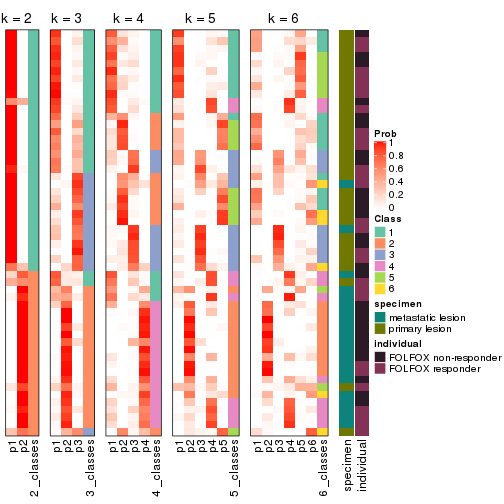 k = 2
k = 3
k = 4
k = 5
k = 6
p1
p2
2_classes
p1
p2
p3
3_classes
p1
p2
p3
p4
4_classes
p1
p2
p3
p4
p5
5_classes
p1
p2
p3
p4
p5
p6
6_classes
specimen
individual
Prob
1
0.8
0.6
0.4
0.2
0
Class
1
2
3
4
5
6
specimen
metastatic lesion
primary lesion
individual
FOLFOX non-responder
FOLFOX responder